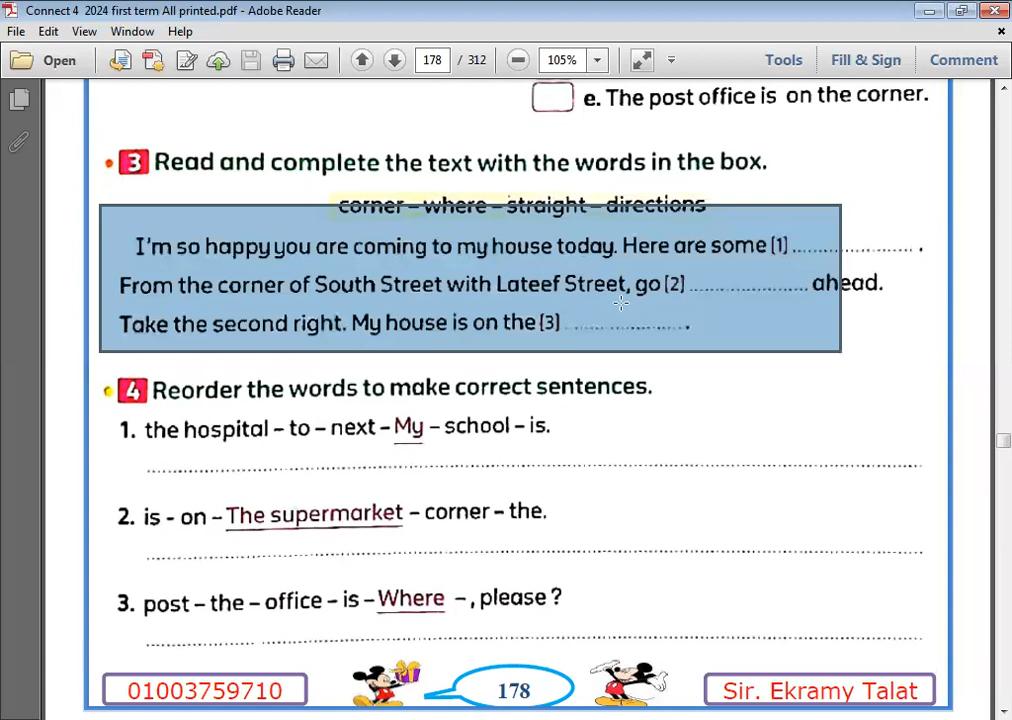 Connect 4 2024 first term All printed.pdf - Adobe Reader
File Edit View Window Help
Open 178 / 312 105% Tools Fill & Sign Comment
e. The post office is on the corner.
3 Read and complete the text with the words in the box.
corner – where – straight – directions
I'm so happy you are coming to my house today. Here are some [1] .............................. .
From the corner of South Street with Lateef Street, go [2] .............................. ahead.
Take the second right. My house is on the [3] .............................. .
4 Reorder the words to make correct sentences.
1. the hospital – to – next – My – school – is.
2. is - on – The supermarket – corner – the.
3. post – the – office – is – Where – , please ?
01003759710 178 Sir. Ekramy Talat